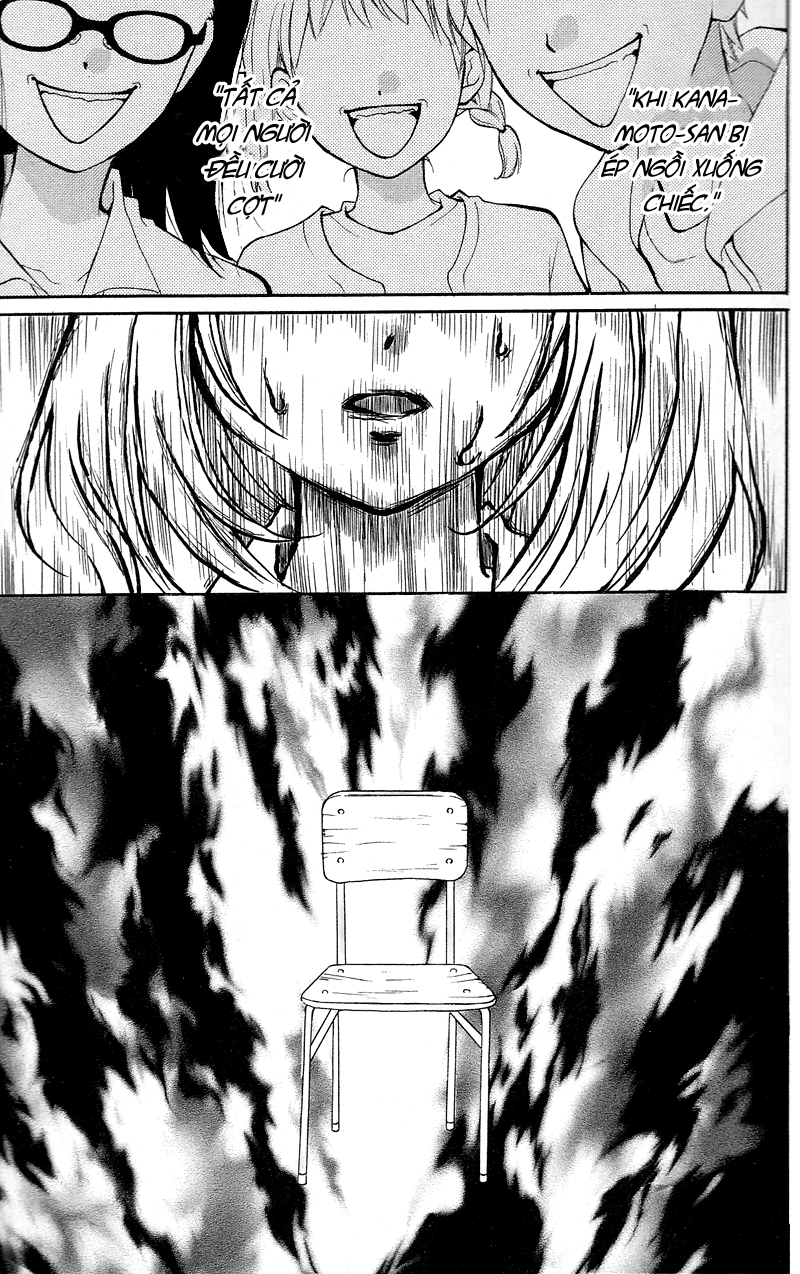 "KHI KANA-
MOTO-SAN BỊ
ÉP NGỒI XUỐNG
CHIẾC."
"TẤT CẢ
MỌI NGƯỜI
ĐỀU CƯỜI
CỢT"